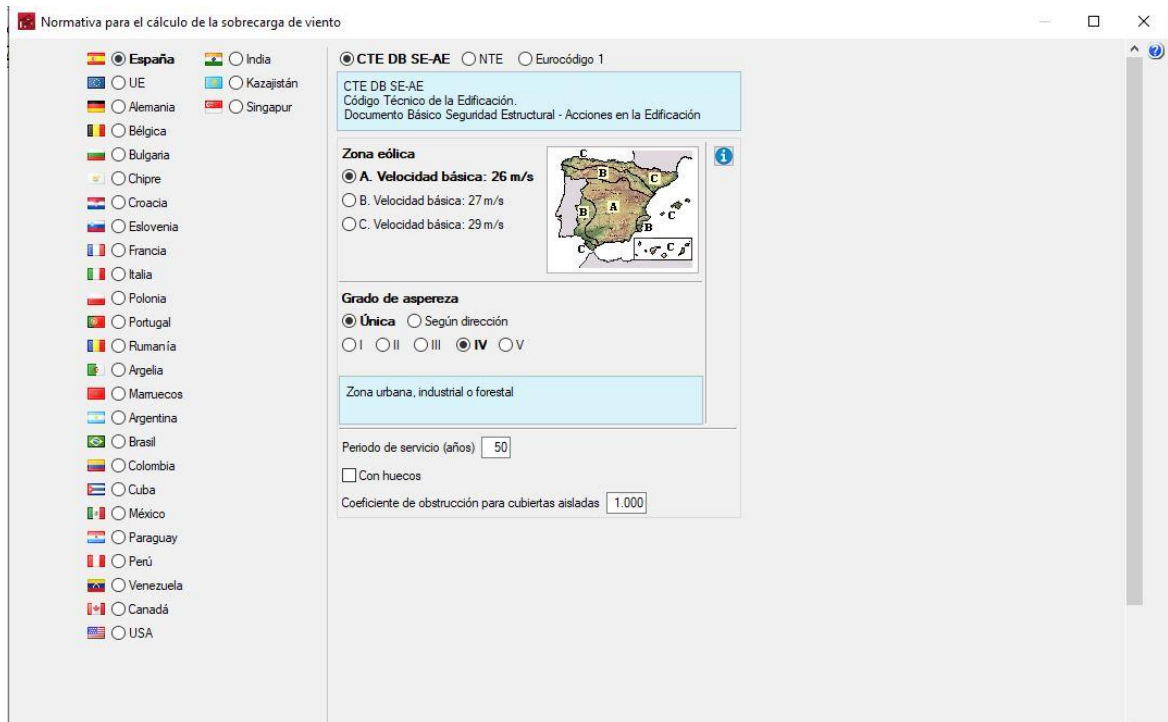 Normativa para el cálculo de la sobrecarga de viento
España
UE
Alemania
Bélgica
Bulgaria
Chipre
Croacia
Eslovenia
Francia
Italia
Polonia
Portugal
Rumanía
Argelia
Marruecos
Argentina
Brasil
Colombia
Cuba
México
Paraguay
Perú
Venezuela
Canadá
USA
India
Kazajistán
Singapur
CTE DB SE-AE NTE Eurocódigo 1
CTE DB SE-AE
Código Técnico de la Edificación.
Documento Básico Seguridad Estructural - Acciones en la Edificación
Zona eólica
A. Velocidad básica: 26 m/s
B. Velocidad básica: 27 m/s
C. Velocidad básica: 29 m/s
C
B
C
B A C
B
C C
Grado de aspereza
Única Según dirección
I II III IV V
Zona urbana, industrial o forestal
Periodo de servicio (años) 50
Con huecos
Coeficiente de obstrucción para cubiertas aisladas 1.000